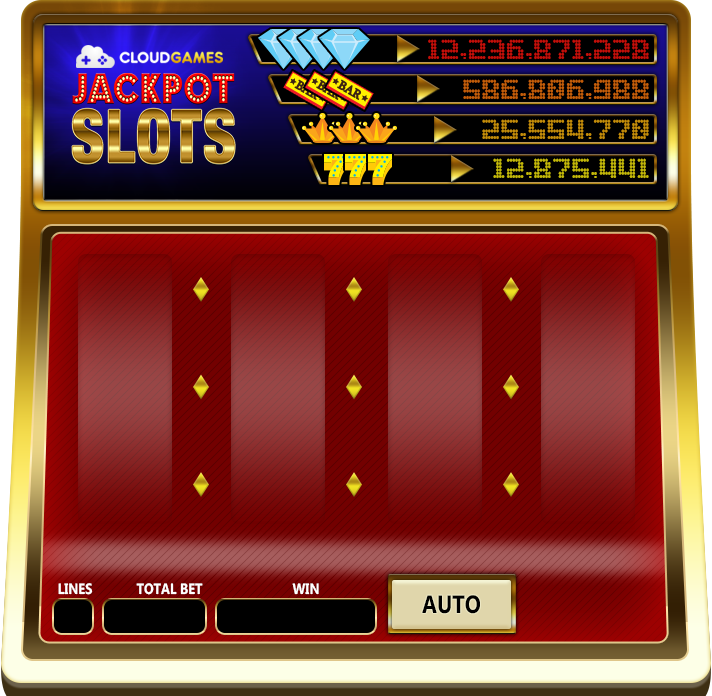 CLOUDGAMES
JACKPOT
SLOTS
12.236.871.228
BAR BAR BAR
586.806.988
25.554.770
777
12.875.441
LINES TOTAL BET WIN
AUTO